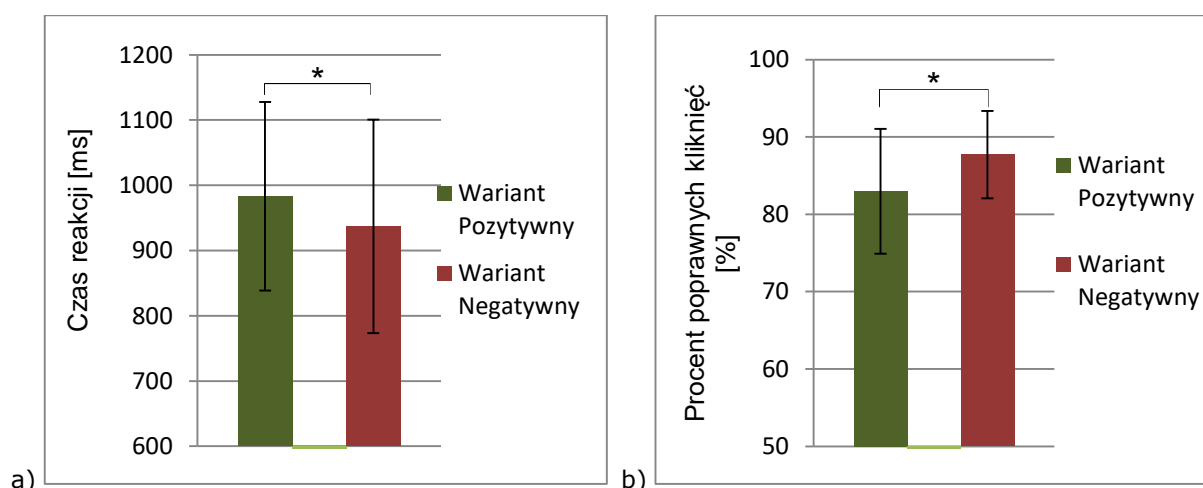 Czas reakcji [ms]
1200
1100
1000
900
800
700
600
*
Wariant
Pozytywny
Wariant
Negatywny
a)
Procent poprawnych kliknięć
[%]
100
90
80
70
60
50
*
Wariant
Pozytywny
Wariant
Negatywny
b)